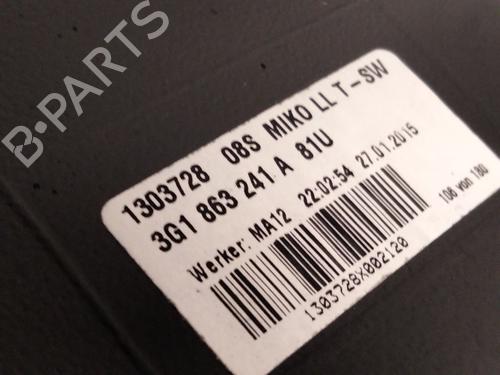 B-PARTS
1303728 08S MIKO LL T-SW
3G1 863 241 A 81U
Werker: MA12 22:02:54 27.01.2015
106 von 180
1303728X002120